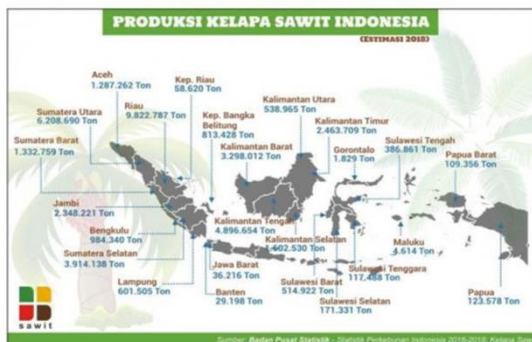 PRODUKSI KELAPA SAWIT INDONESIA
(ESTIMASI 2018)
Aceh
1.287.262 Ton
Kep. Riau
58.620 Ton
Kalimantan Utara
538.965 Ton
Sumatera Utara
6.208.690 Ton
Riau
9.822.787 Ton
Kep. Bangka
Belitung
813.428 Ton
Kalimantan Timur
2.463.709 Ton
Sumatera Barat
1.332.759 Ton
Kalimantan Barat
3.298.012 Ton
Gorontalo
1.829 Ton
Sulawesi Tengah
386.861 Ton
Papua Barat
109.356 Ton
Jambi
2.348.221 Ton
Bengkulu
984.340 Ton
Kalimantan Tengah
4.896.654 Ton
Kalimantan Selatan
1.602.530 Ton
Maluku
4.614 Ton
Sumatera Selatan
3.914.138 Ton
Jawa Barat
36.216 Ton
Sulawesi Barat
514.922 Ton
Sulawesi Tenggara
117.488 Ton
Lampung
601.505 Ton
Banten
29.198 Ton
Sulawesi Selatan
171.331 Ton
Papua
123.578 Ton
sawit
Sumber: Badan Pusat Statistik - Statistik Perkebunan Indonesia 2016-2018: Kelapa